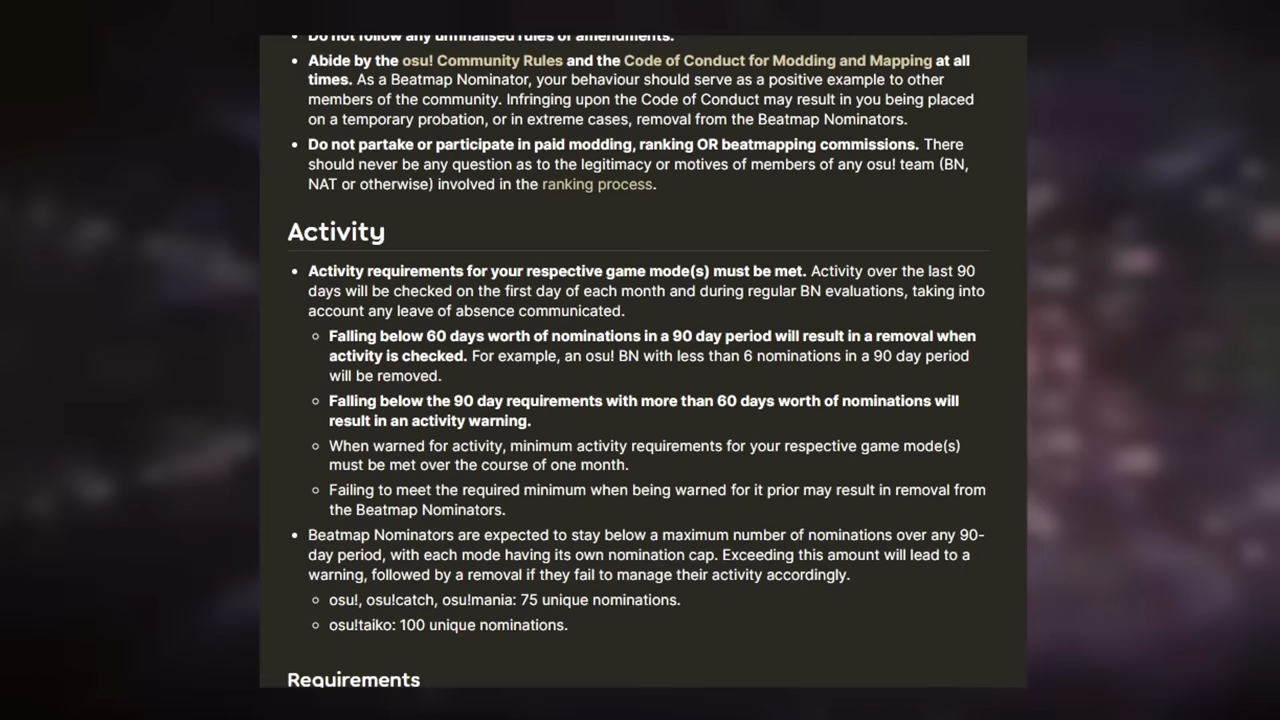 • Do not follow any unfinalised rules or amendments.
• Abide by the osu! Community Rules and the Code of Conduct for Modding and Mapping at all
times. As a Beatmap Nominator, your behaviour should serve as a positive example to other
members of the community. Infringing upon the Code of Conduct may result in you being placed
on a temporary probation, or in extreme cases, removal from the Beatmap Nominators.
• Do not partake or participate in paid modding, ranking OR beatmapping commissions. There
should never be any question as to the legitimacy or motives of members of any osu! team (BN,
NAT or otherwise) involved in the ranking process.
Activity
• Activity requirements for your respective game mode(s) must be met. Activity over the last 90
days will be checked on the first day of each month and during regular BN evaluations, taking into
account any leave of absence communicated.
○ Falling below 60 days worth of nominations in a 90 day period will result in a removal when
activity is checked. For example, an osu! BN with less than 6 nominations in a 90 day period
will be removed.
○ Falling below the 90 day requirements with more than 60 days worth of nominations will
result in an activity warning.
○ When warned for activity, minimum activity requirements for your respective game mode(s)
must be met over the course of one month.
○ Failing to meet the required minimum when being warned for it prior may result in removal from
the Beatmap Nominators.
• Beatmap Nominators are expected to stay below a maximum number of nominations over any 90-
day period, with each mode having its own nomination cap. Exceeding this amount will lead to a
warning, followed by a removal if they fail to manage their activity accordingly.
○ osu!, osu!catch, osu!mania: 75 unique nominations.
○ osu!taiko: 100 unique nominations.
Requirements